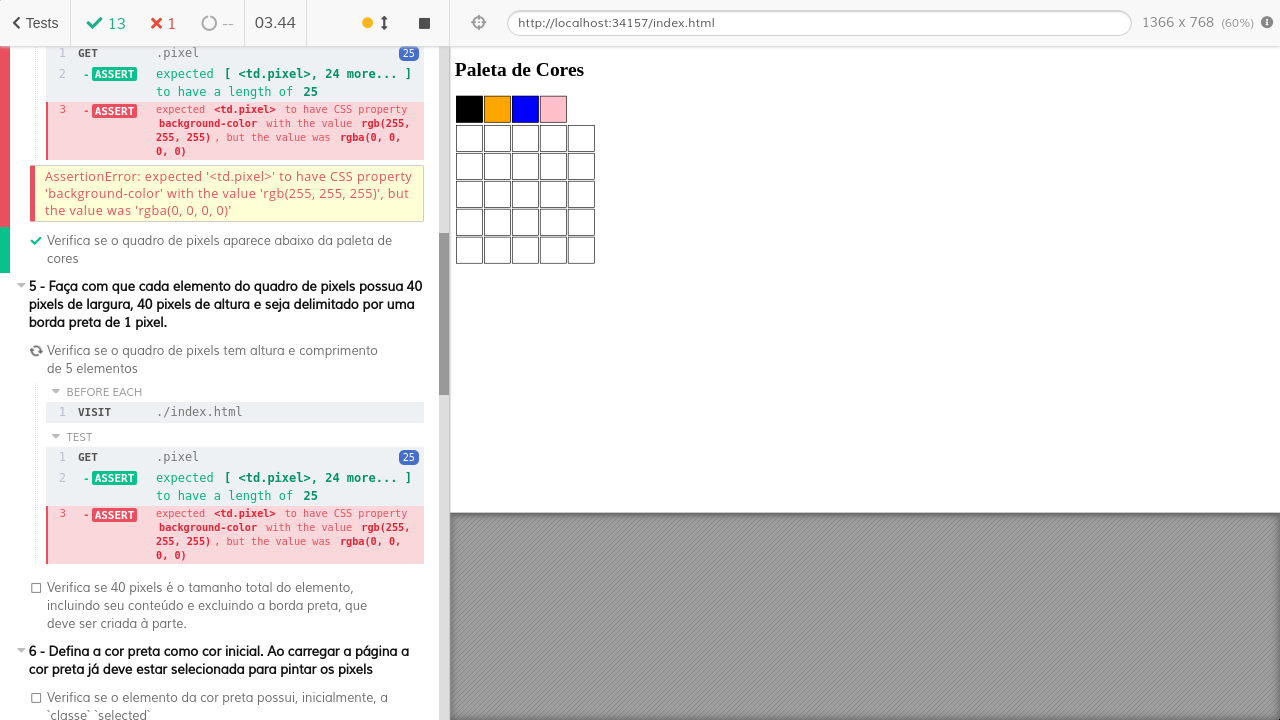 Tests
13
1
--
03.44
http://localhost:34157/index.html
1366 x 768 (60%)
1 GET .pixel 25
2 - ASSERT expected [ <td.pixel>, 24 more... ]
to have a length of 25
3 - ASSERT expected <td.pixel> to have CSS property
background-color with the value rgb(255,
255, 255) , but the value was rgba(0, 0,
0, 0)
AssertionError: expected '<td.pixel>' to have CSS property
'background-color' with the value 'rgb(255, 255, 255)', but
the value was 'rgba(0, 0, 0, 0)'
Verifica se o quadro de pixels aparece abaixo da paleta de
cores
5 - Faça com que cada elemento do quadro de pixels possua 40
pixels de largura, 40 pixels de altura e seja delimitado por uma
borda preta de 1 pixel.
Verifica se o quadro de pixels tem altura e comprimento
de 5 elementos
BEFORE EACH
1 VISIT ./index.html
TEST
1 GET .pixel 25
2 - ASSERT expected [ <td.pixel>, 24 more... ]
to have a length of 25
3 - ASSERT expected <td.pixel> to have CSS property
background-color with the value rgb(255,
255, 255) , but the value was rgba(0, 0,
0, 0)
Verifica se 40 pixels é o tamanho total do elemento,
incluindo seu conteúdo e excluindo a borda preta, que
deve ser criada à parte.
6 - Defina a cor preta como cor inicial. Ao carregar a página a
cor preta já deve estar selecionada para pintar os pixels
Verifica se o elemento da cor preta possui, inicialmente, a
`classe` `selected`
Paleta de Cores